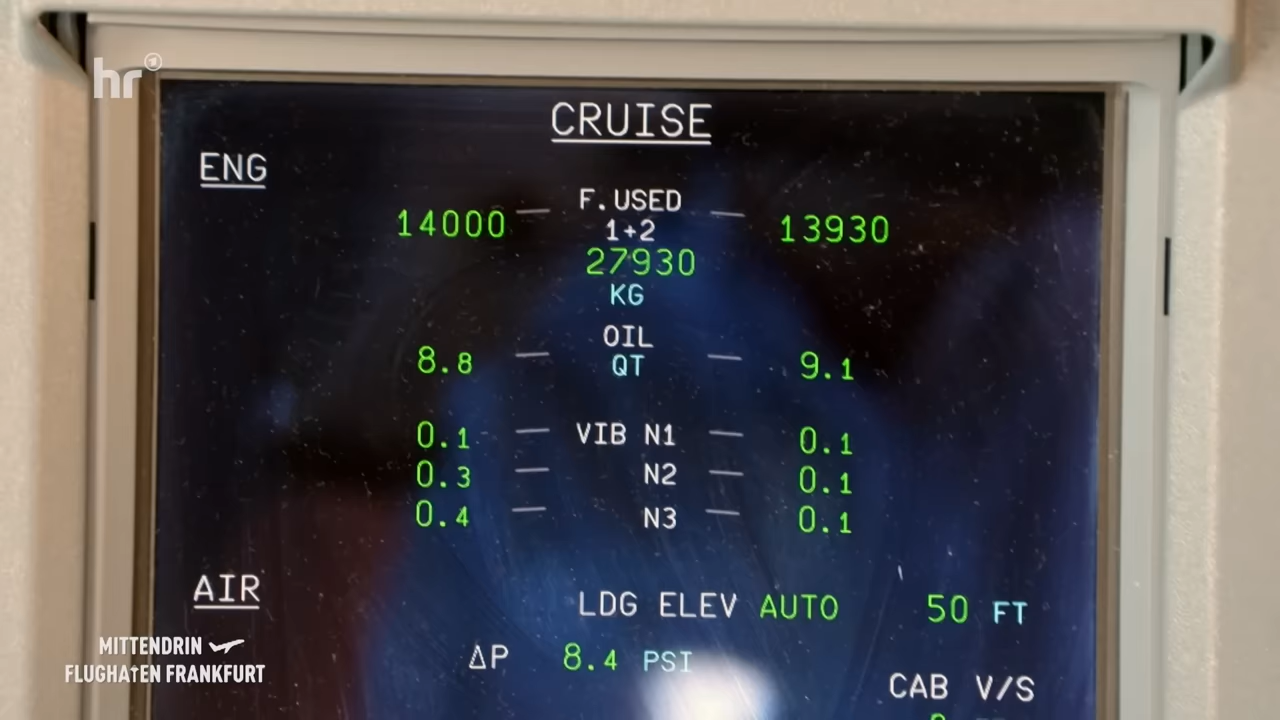 hr
CRUISE
ENG
F.USED
14000 13930
1+2
27930
KG
OIL
8.8 QT 9.1
0.1 VIB N1 0.1
0.3 N2 0.1
0.4 N3 0.1
AIR
LDG ELEV AUTO 50 FT
ΔP 8.4 PSI
CAB V/S
MITTENDRIN
FLUGHAFEN FRANKFURT